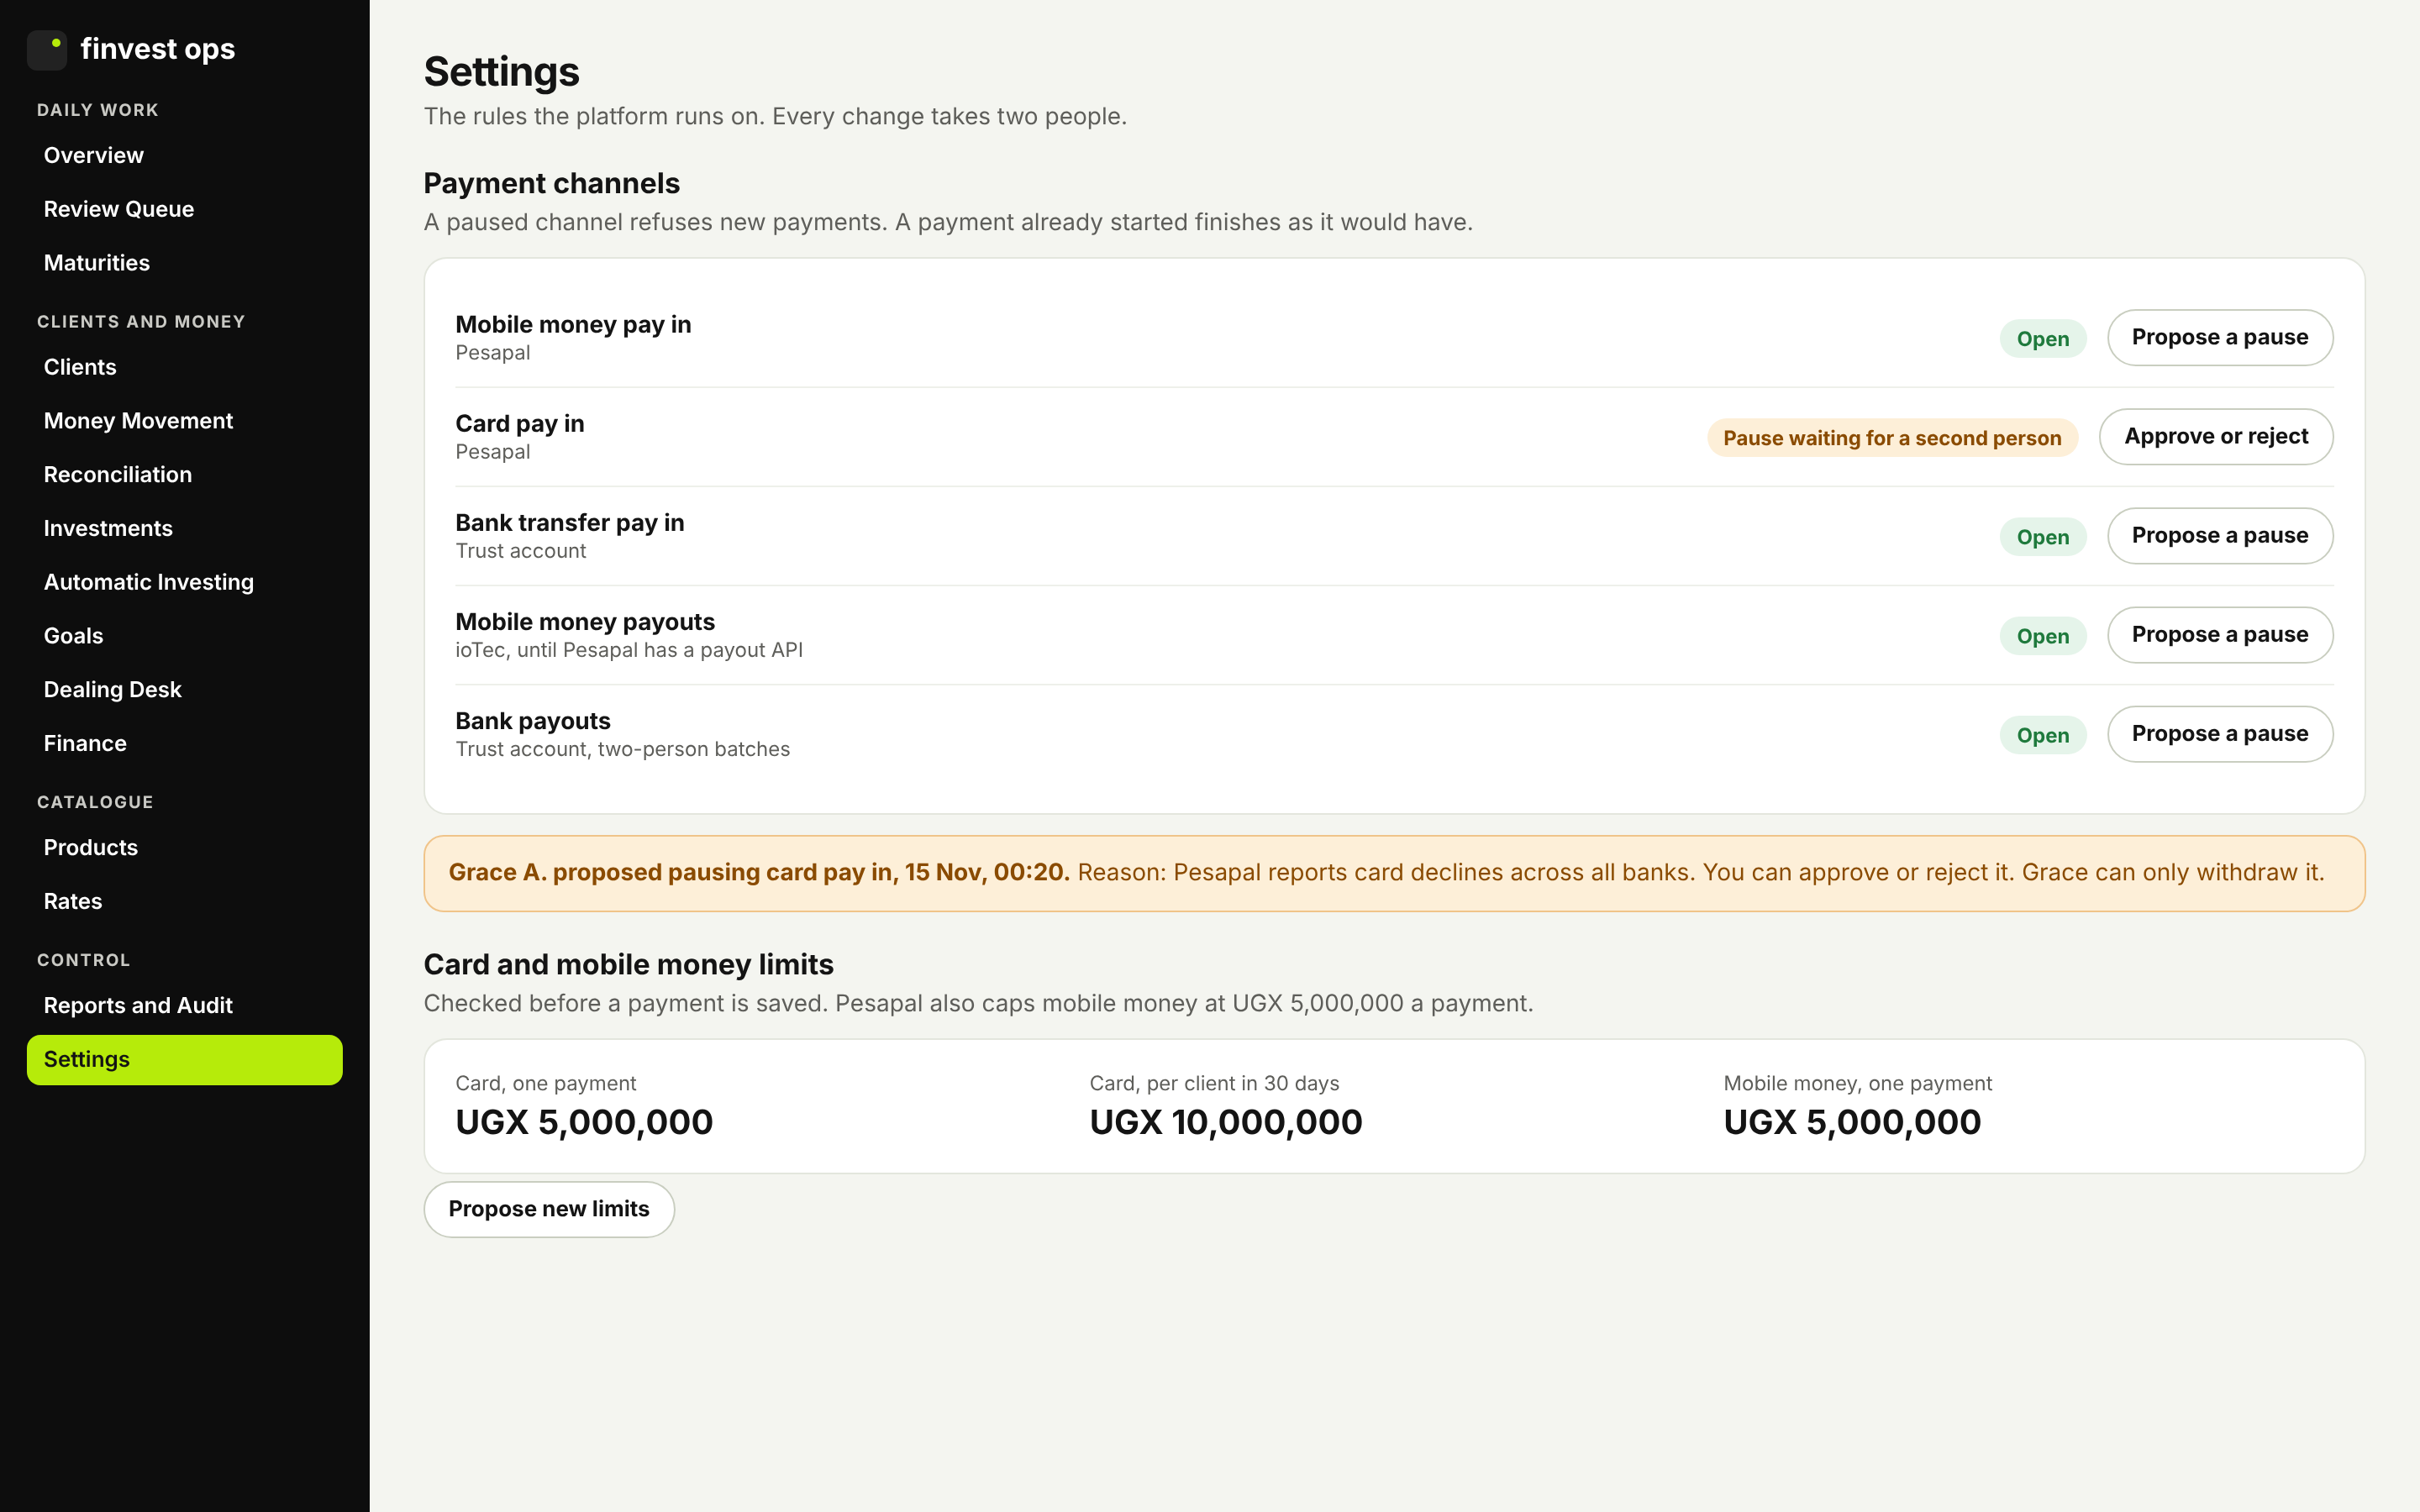 finvest ops
DAILY WORK
Overview
Review Queue
Maturities
CLIENTS AND MONEY
Clients
Money Movement
Reconciliation
Investments
Automatic Investing
Goals
Dealing Desk
Finance
CATALOGUE
Products
Rates
CONTROL
Reports and Audit
Settings
Settings
The rules the platform runs on. Every change takes two people.
Payment channels
A paused channel refuses new payments. A payment already started finishes as it would have.
Mobile money pay in
Pesapal
Open
Propose a pause
Card pay in
Pesapal
Pause waiting for a second person
Approve or reject
Bank transfer pay in
Trust account
Open
Propose a pause
Mobile money payouts
ioTec, until Pesapal has a payout API
Open
Propose a pause
Bank payouts
Trust account, two-person batches
Open
Propose a pause
Grace A. proposed pausing card pay in, 15 Nov, 00:20. Reason: Pesapal reports card declines across all banks. You can approve or reject it. Grace can only withdraw it.
Card and mobile money limits
Checked before a payment is saved. Pesapal also caps mobile money at UGX 5,000,000 a payment.
Card, one payment
UGX 5,000,000
Card, per client in 30 days
UGX 10,000,000
Mobile money, one payment
UGX 5,000,000
Propose new limits